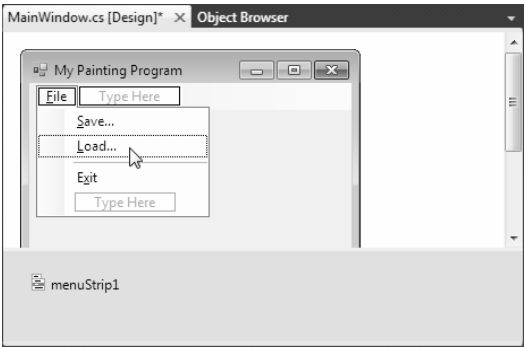 MainWindow.cs [Design]* X Object Browser
My Painting Program
File Type Here
Save...
Load...
Exit
Type Here
menuStrip1